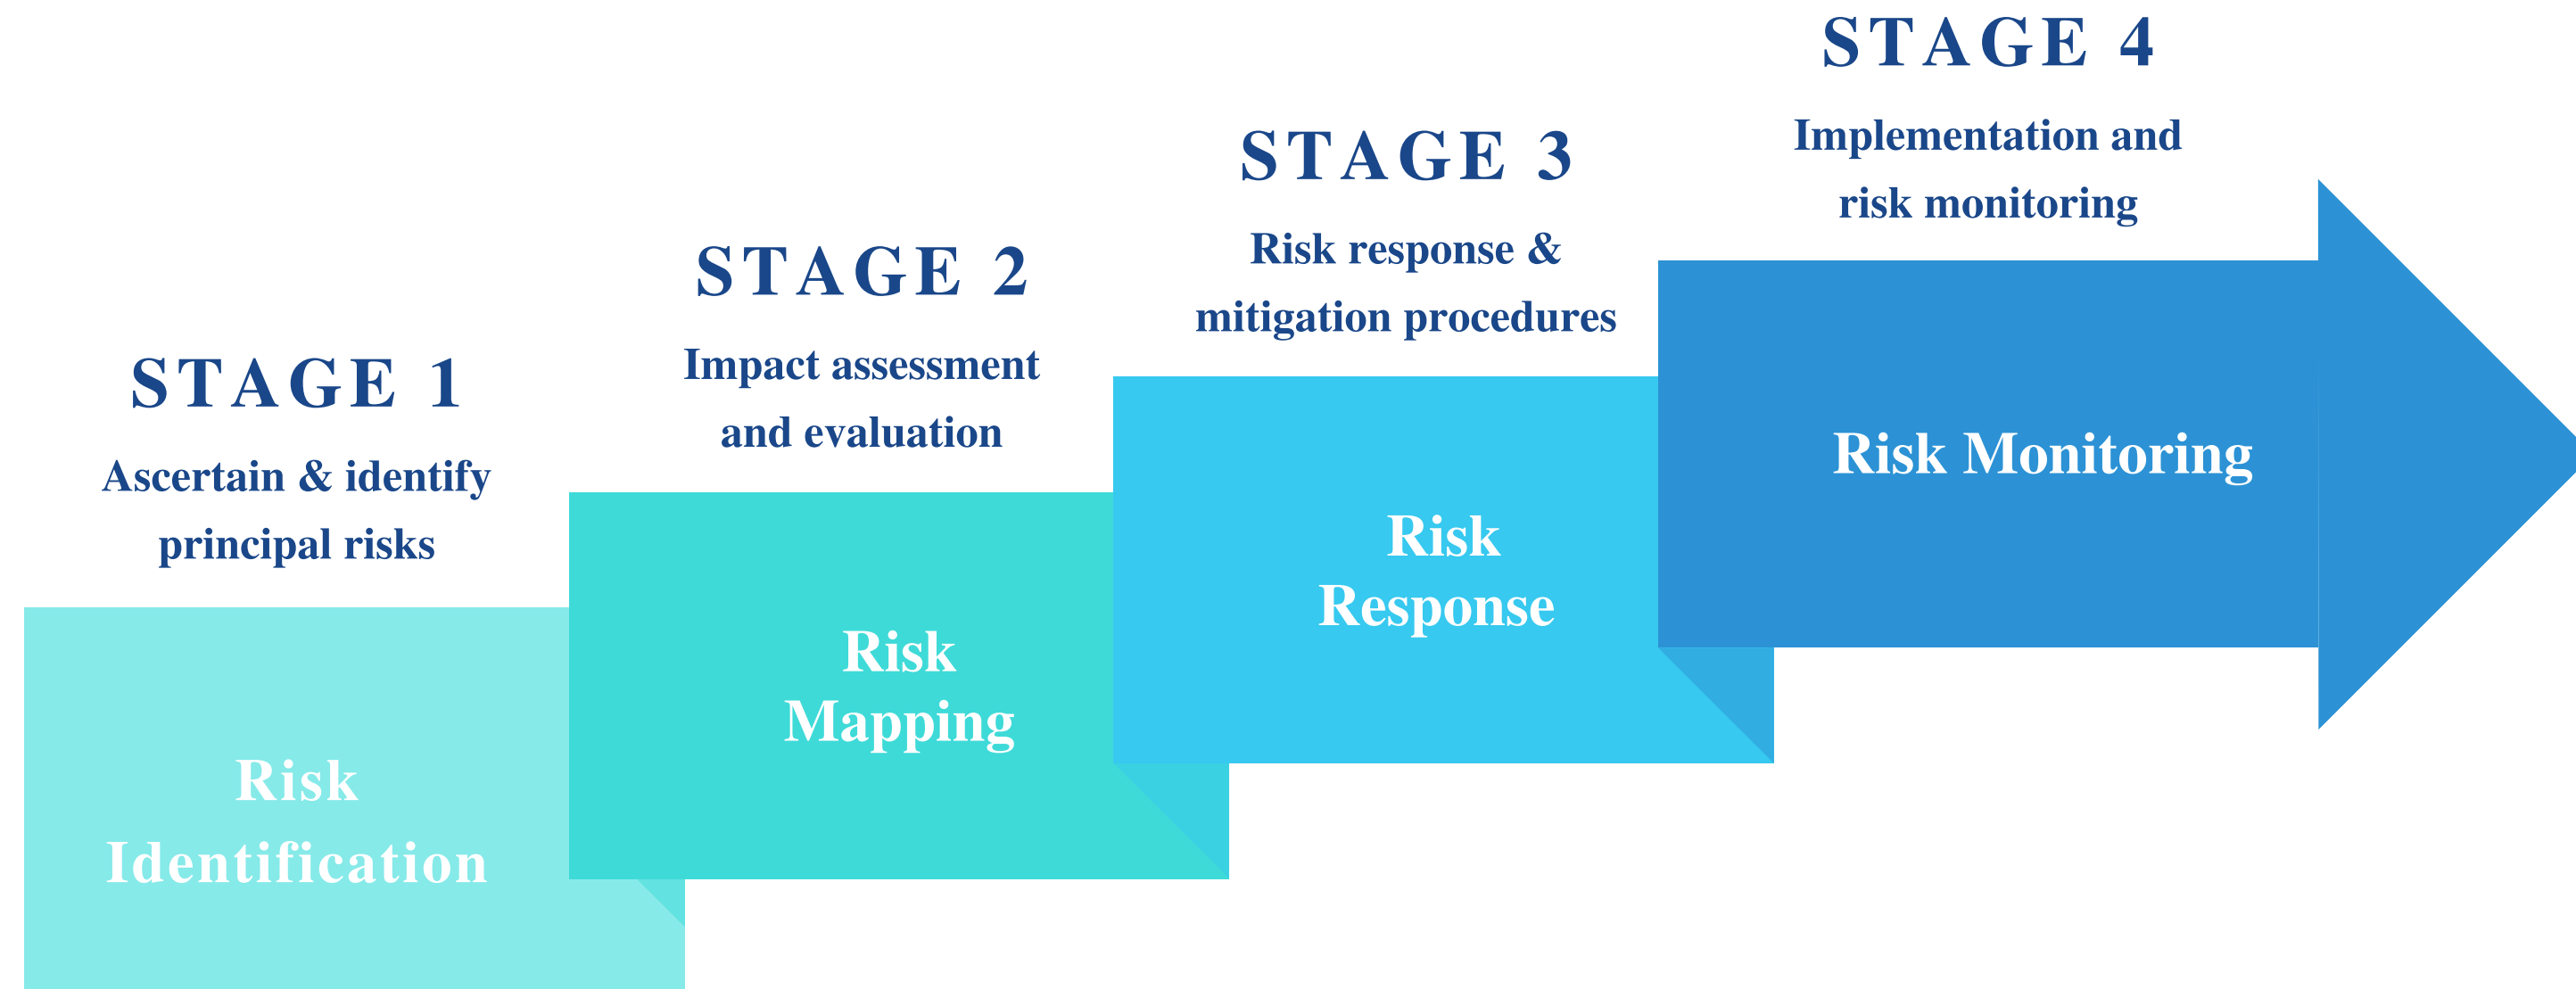 STAGE 1
Ascertain & identify
principal risks
Risk
Identification
STAGE 2
Impact assessment
and evaluation
Risk
Mapping
STAGE 3
Risk response &
mitigation procedures
Risk
Response
STAGE 4
Implementation and
risk monitoring
Risk Monitoring